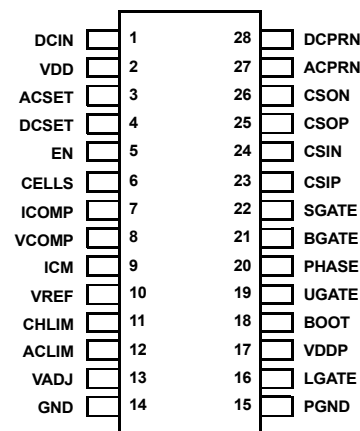 DCIN 1 28 DCPRN
VDD 2 27 ACPRN
ACSET 3 26 CSON
DCSET 4 25 CSOP
EN 5 24 CSIN
CELLS 6 23 CSIP
ICOMP 7 22 SGATE
VCOMP 8 21 BGATE
ICM 9 20 PHASE
VREF 10 19 UGATE
CHLIM 11 18 BOOT
ACLIM 12 17 VDDP
VADJ 13 16 LGATE
GND 14 15 PGND